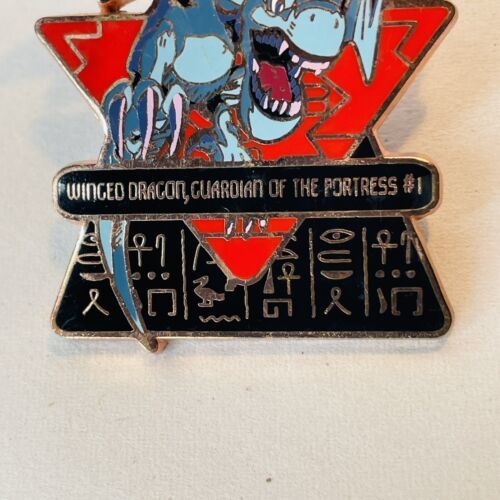 WINGED DRAGON, GUARDIAN OF THE FORTRESS #1